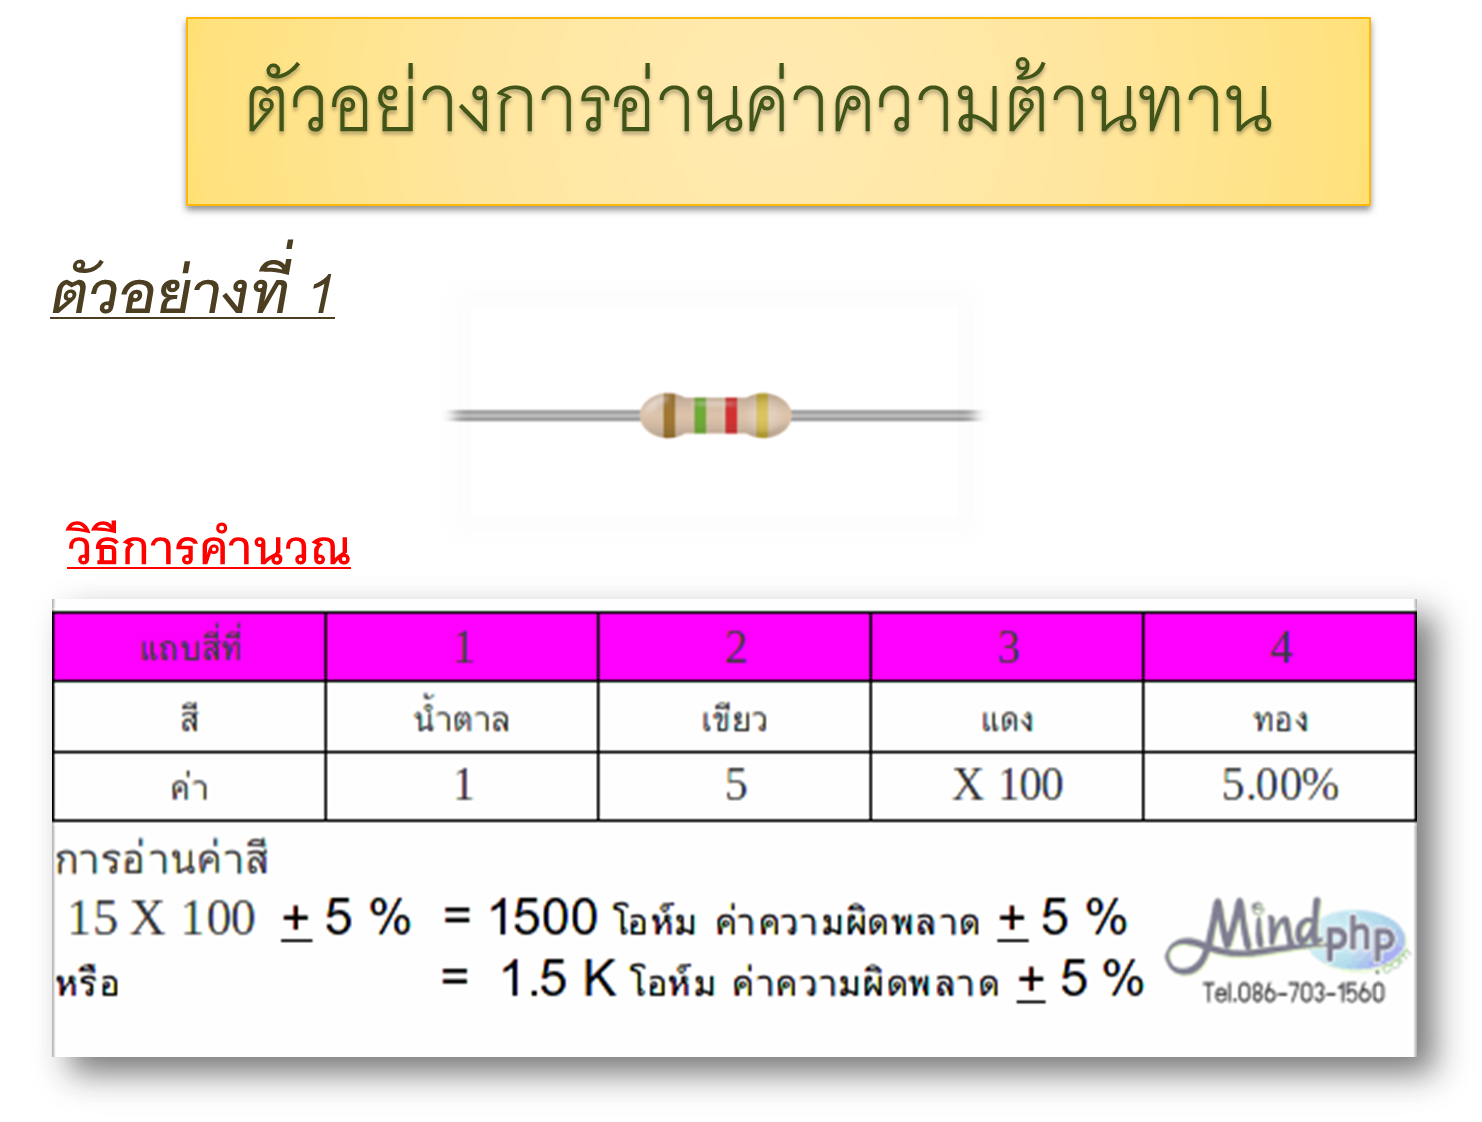 ตัวอย่างการอ่านค่าความต้านทาน
ตัวอย่างที่ 1
วิธีการคำนวณ
แถบสี่ที่ 1 2 3 4
สี น้ำตาล เขียว แดง ทอง
ค่า 1 5 X 100 5.00%
การอ่านค่าสี
15 X 100 ± 5 % = 1500 โอห์ม ค่าความผิดพลาด ± 5 %
หรือ = 1.5 K โอห์ม ค่าความผิดพลาด ± 5 %
Mindphp.com
Tel.086-703-1560